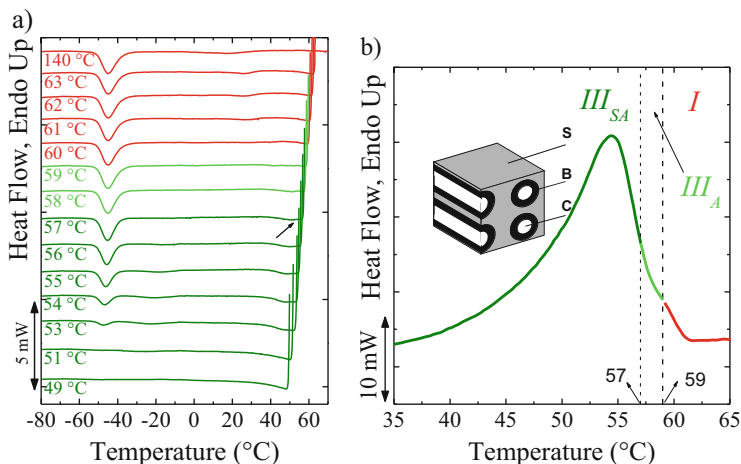 a)
Heat Flow, Endo Up
140 °C
63 °C
62 °C
61 °C
60 °C
59 °C
58 °C
57 °C
56 °C
55 °C
54 °C
53 °C
51 °C
49 °C
5 mW
-80 -60 -40 -20 0 20 40 60
Temperature (°C)
b)
Heat Flow, Endo Up
III_SA
I
III_A
S
B
C
10 mW
57
59
35 40 45 50 55 60 65
Temperature (°C)